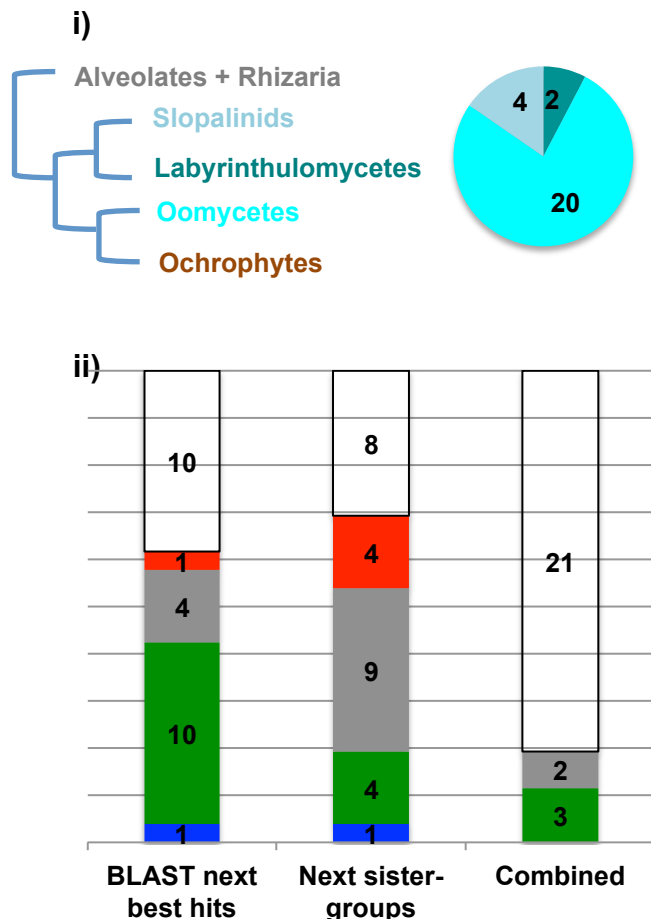 i)
Alveolates + Rhizaria
Slopalinids
Labyrinthulomycetes
Oomycetes
Ochrophytes
4
2
20
ii)
10
1
4
10
1
8
4
9
4
1
21
2
3
BLAST next
best hits
Next sister-
groups
Combined